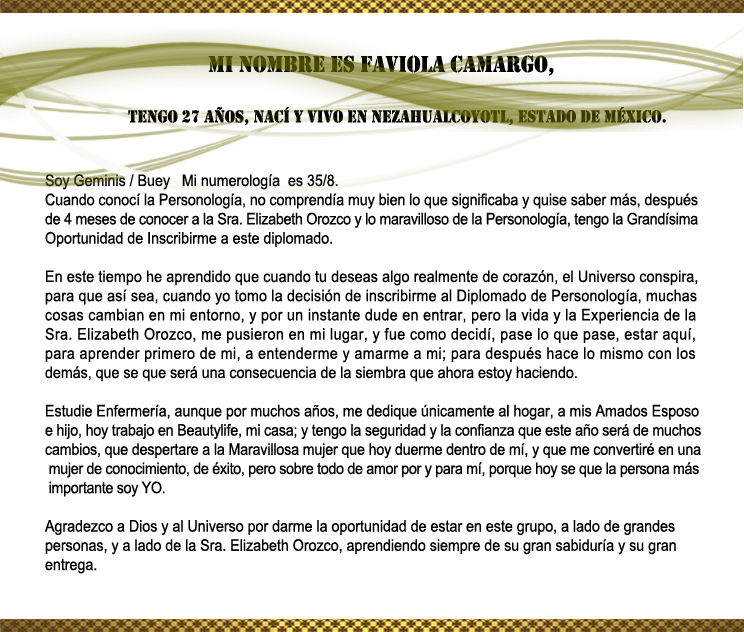 MI NOMBRE ES FAVIOLA CAMARGO,
TENGO 27 AÑOS, NACÍ Y VIVO EN NEZAHUALCOYOTL, ESTADO DE MÉXICO.
Soy Geminis / Buey   Mi numerología  es 35/8.
Cuando conocí la Personología, no comprendía muy bien lo que significaba y quise saber más, después
de 4 meses de conocer a la Sra. Elizabeth Orozco y lo maravilloso de la Personología, tengo la Grandísima
Oportunidad de Inscribirme a este diplomado.
En este tiempo he aprendido que cuando tu deseas algo realmente de corazón, el Universo conspira,
para que así sea, cuando yo tomo la decisión de inscribirme al Diplomado de Personología, muchas
cosas cambian en mi entorno, y por un instante dude en entrar, pero la vida y la Experiencia de la
Sra. Elizabeth Orozco, me pusieron en mi lugar, y fue como decidí, pase lo que pase, estar aquí,
para aprender primero de mi, a entenderme y amarme a mi; para después hace lo mismo con los
demás, que se que será una consecuencia de la siembra que ahora estoy haciendo.
Estudie Enfermería, aunque por muchos años, me dedique únicamente al hogar, a mis Amados Esposo
e hijo, hoy trabajo en Beautylife, mi casa; y tengo la seguridad y la confianza que este año será de muchos
cambios, que despertare a la Maravillosa mujer que hoy duerme dentro de mí, y que me convertiré en una
mujer de conocimiento, de éxito, pero sobre todo de amor por y para mí, porque hoy se que la persona más
importante soy YO.
Agradezco a Dios y al Universo por darme la oportunidad de estar en este grupo, a lado de grandes
personas, y a lado de la Sra. Elizabeth Orozco, aprendiendo siempre de su gran sabiduría y su gran
entrega.